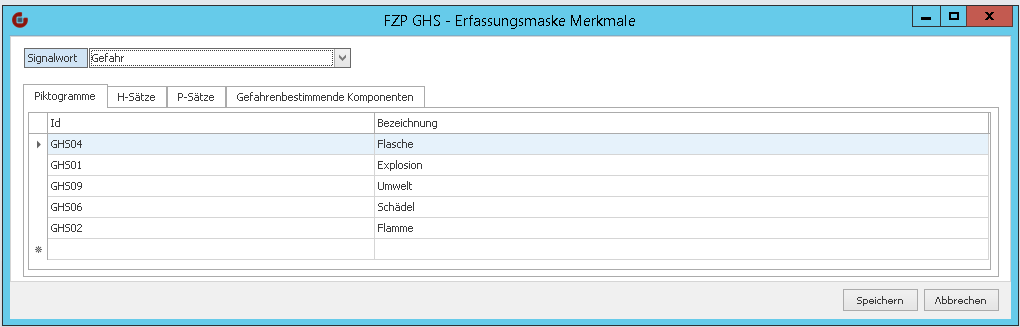 FZP GHS - Erfassungsmaske Merkmale
Signalwort Gefahr
Piktogramme H-Sätze P-Sätze Gefahrenbestimmende Komponenten
Id Bezeichnung
GHS04 Flasche
GHS01 Explosion
GHS09 Umwelt
GHS06 Schädel
GHS02 Flamme
Speichern Abbrechen